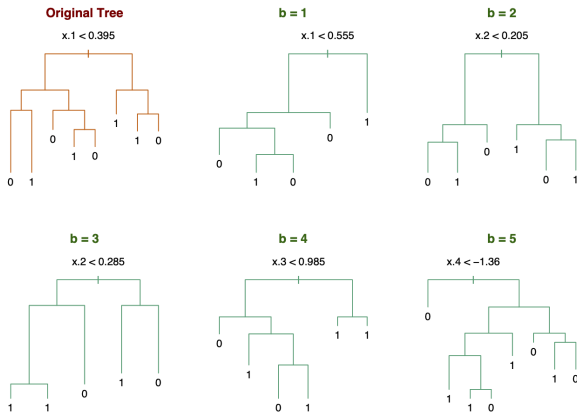 Original Tree
x.1 < 0.395
1
0
1 0
1 0
0 1
b = 1
x.1 < 0.555
1
0
0
1 0
b = 2
x.2 < 0.205
0 1
0 1
0 1
b = 3
x.2 < 0.285
1 0
0
1 1
b = 4
x.3 < 0.985
0
1 1
1
0 1
b = 5
x.4 < −1.36
0
1 0
1 0
1
1 0